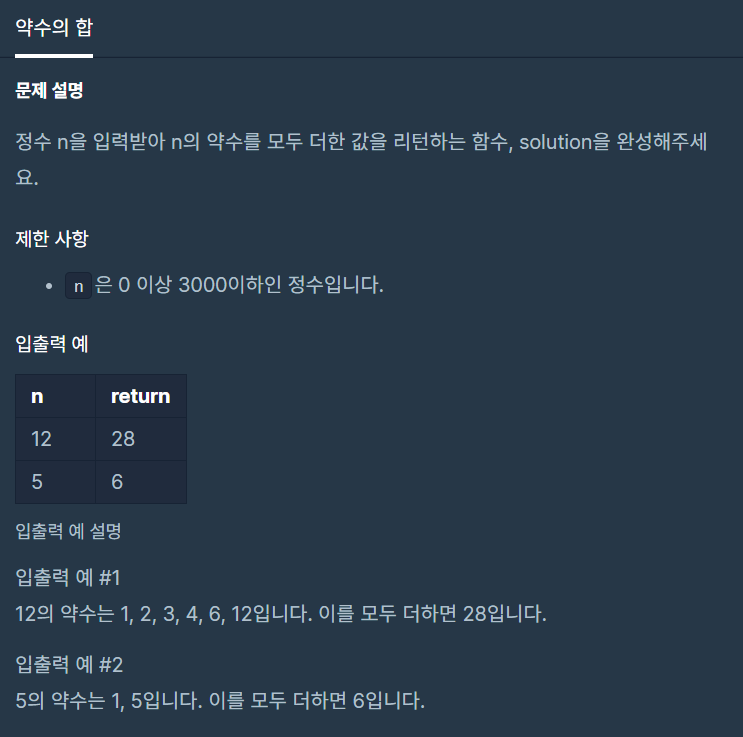 약수의 합
문제 설명
정수 n을 입력받아 n의 약수를 모두 더한 값을 리턴하는 함수, solution을 완성해주세
요.
제한 사항
n은 0 이상 3000이하인 정수입니다.
입출력 예
n return
12 28
5 6
입출력 예 설명
입출력 예 #1
12의 약수는 1, 2, 3, 4, 6, 12입니다. 이를 모두 더하면 28입니다.
입출력 예 #2
5의 약수는 1, 5입니다. 이를 모두 더하면 6입니다.